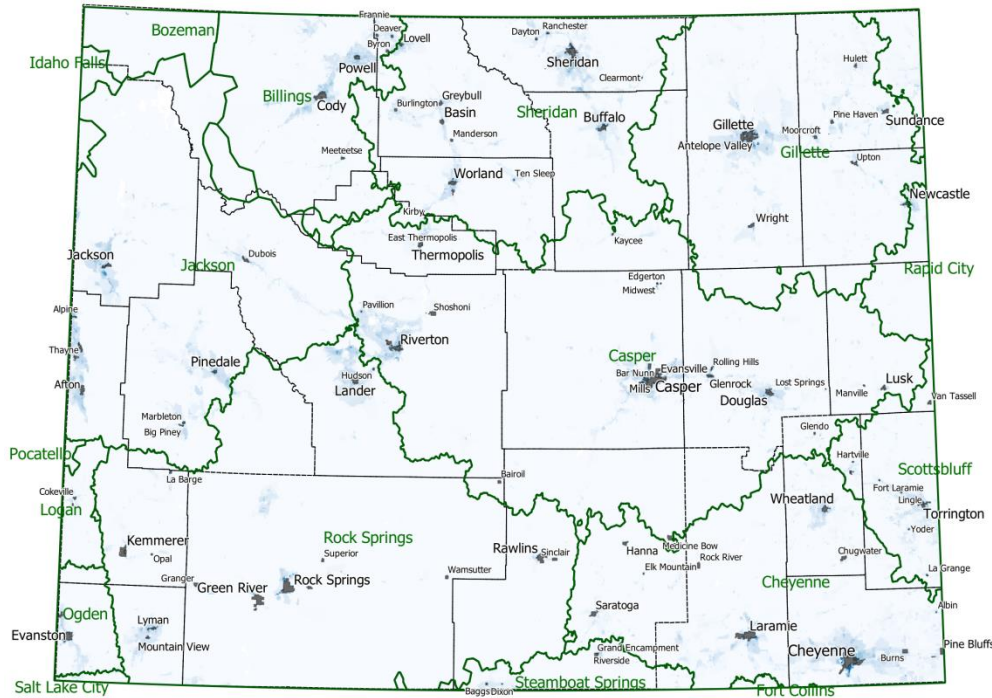 Frannie
Bozeman
Deaver
Ranchester
Dayton
Byron
Lovell
Idaho Falls
Powell
Sheridan
Hulett
Clearmont
Billings
Cody
Greybull
Burlington
Basin
Sheridan
Buffalo
Pine Haven
Sundance
Gillette
Moorcroft
Manderson
Antelope Valley
Gillette
Meeteetse
Upton
Worland
Ten Sleep
Newcastle
Kirby
Wright
East Thermopolis
Kaycee
Thermopolis
Jackson
Dubois
Jackson
Rapid City
Edgerton
Midwest
Alpine
Pavillion
Shoshoni
Riverton
Thayne
Pinedale
Casper
Rolling Hills
Bar Nunn
Evansville
Hudson
Glenrock
Afton
Lander
Mills
Casper
Douglas
Lost Springs
Manville
Lusk
Van Tassell
Marbleton
Big Piney
Glendo
Pocatello
Hartville
Scottsbluff
La Barge
Bairoil
Fort Laramie
Cokeville
Lingle
Logan
Wheatland
Torrington
Yoder
Rock Springs
Kemmerer
Hanna
Medicine Bow
Opal
Superior
Rawlins
Sinclair
Rock River
Chugwater
Elk Mountain
Granger
Wamsutter
La Grange
Green River
Rock Springs
Cheyenne
Ogden
Saratoga
Albin
Lyman
Evanston
Laramie
Mountain View
Grand Encampment
Pine Bluffs
Riverside
Cheyenne
Burns
Salt Lake City
Baggs
Dixon
Steamboat Springs
Fort Collins